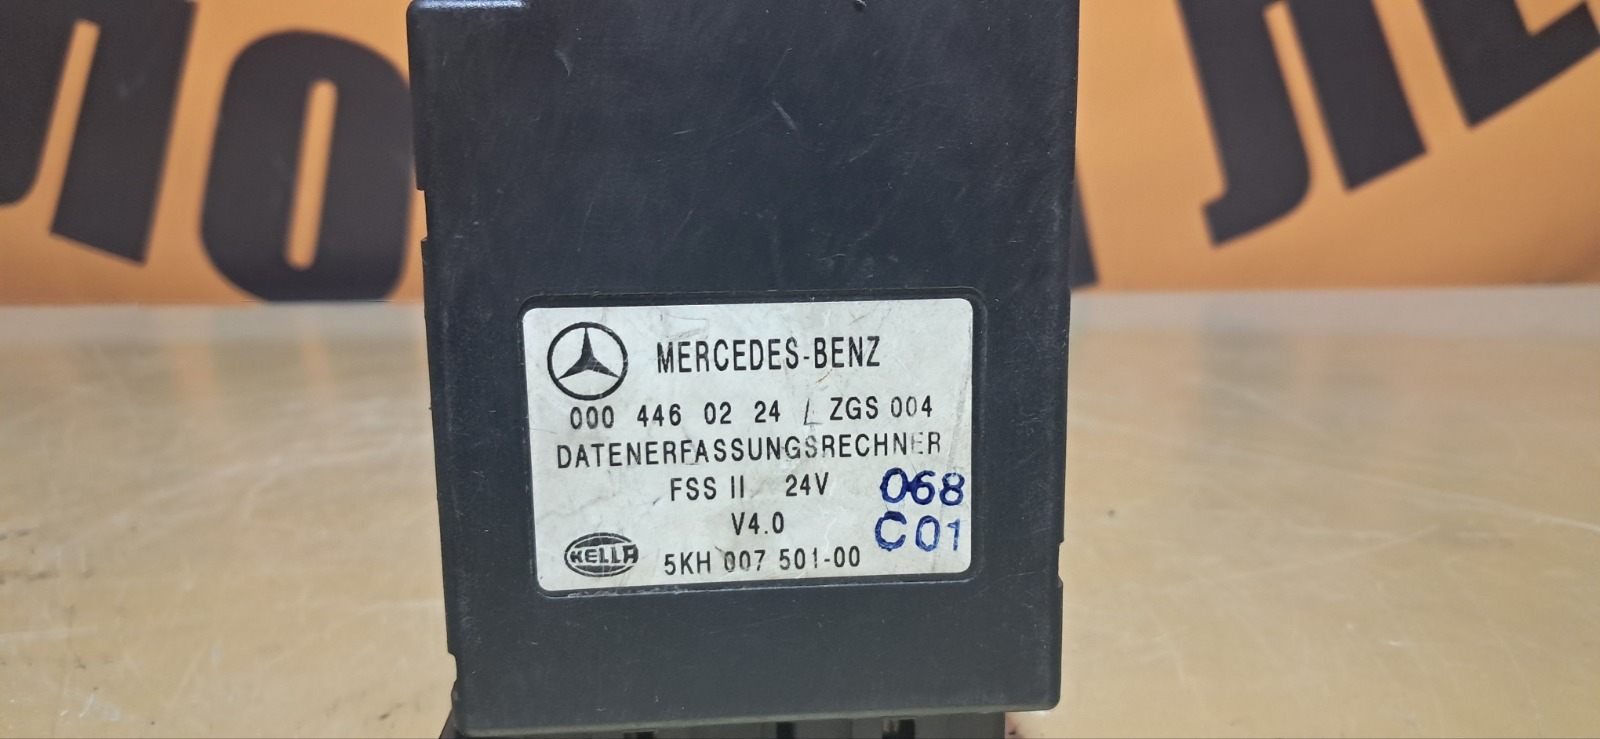 MERCEDES-BENZ
000 446 02 24 / ZGS 004
DATENERFASSUNGSRECHNER
FSS II 24V
068
V4.0
C01
HELLA
5KH 007 501-00